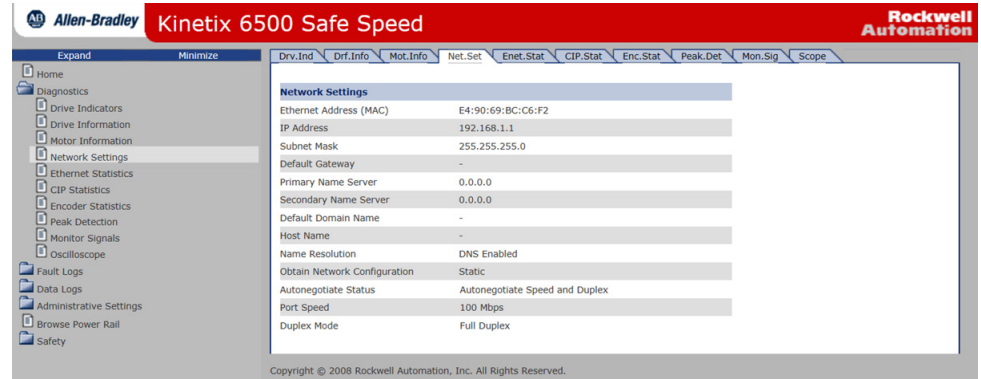 AB Allen-Bradley Kinetix 6500 Safe Speed Rockwell Automation
Expand Minimize
Home
Diagnostics
Drive Indicators
Drive Information
Motor Information
Network Settings
Ethernet Statistics
CIP Statistics
Encoder Statistics
Peak Detection
Monitor Signals
Oscilloscope
Fault Logs
Data Logs
Administrative Settings
Browse Power Rail
Safety
Drv.Ind Drf.Info Mot.Info Net.Set Enet.Stat CIP.Stat Enc.Stat Peak.Det Mon.Sig Scope
Network Settings
Ethernet Address (MAC) E4:90:69:BC:C6:F2
IP Address 192.168.1.1
Subnet Mask 255.255.255.0
Default Gateway -
Primary Name Server 0.0.0.0
Secondary Name Server 0.0.0.0
Default Domain Name -
Host Name -
Name Resolution DNS Enabled
Obtain Network Configuration Static
Autonegotiate Status Autonegotiate Speed and Duplex
Port Speed 100 Mbps
Duplex Mode Full Duplex
Copyright © 2008 Rockwell Automation, Inc. All Rights Reserved.